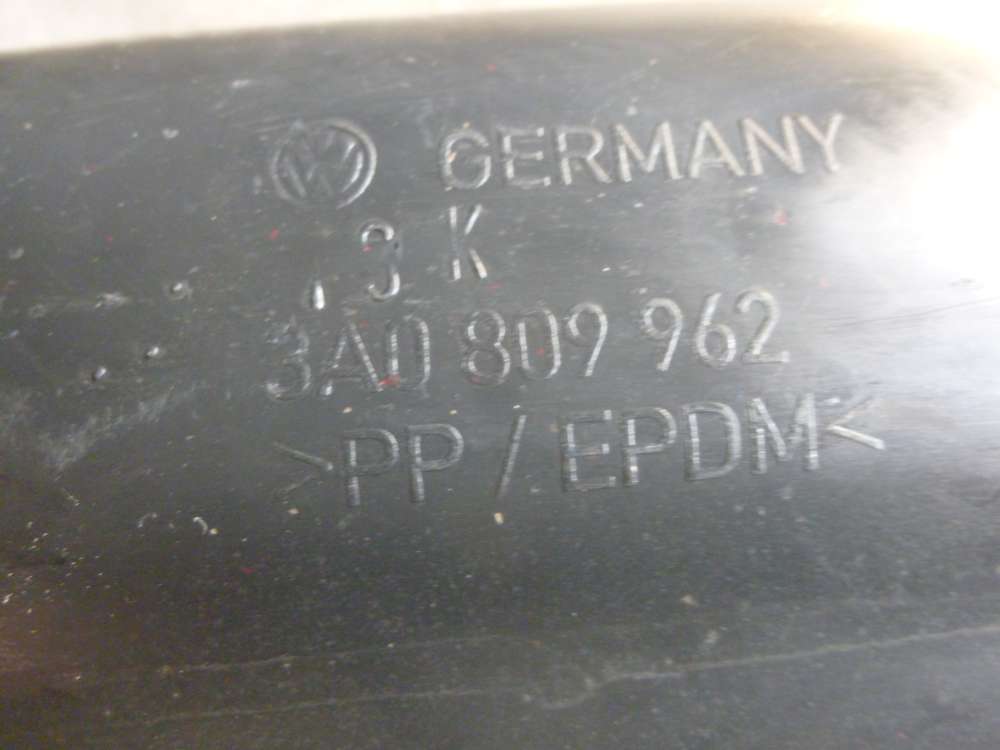 GERMANY
, 3 K
3A0 809 962
>PP/EPDM<